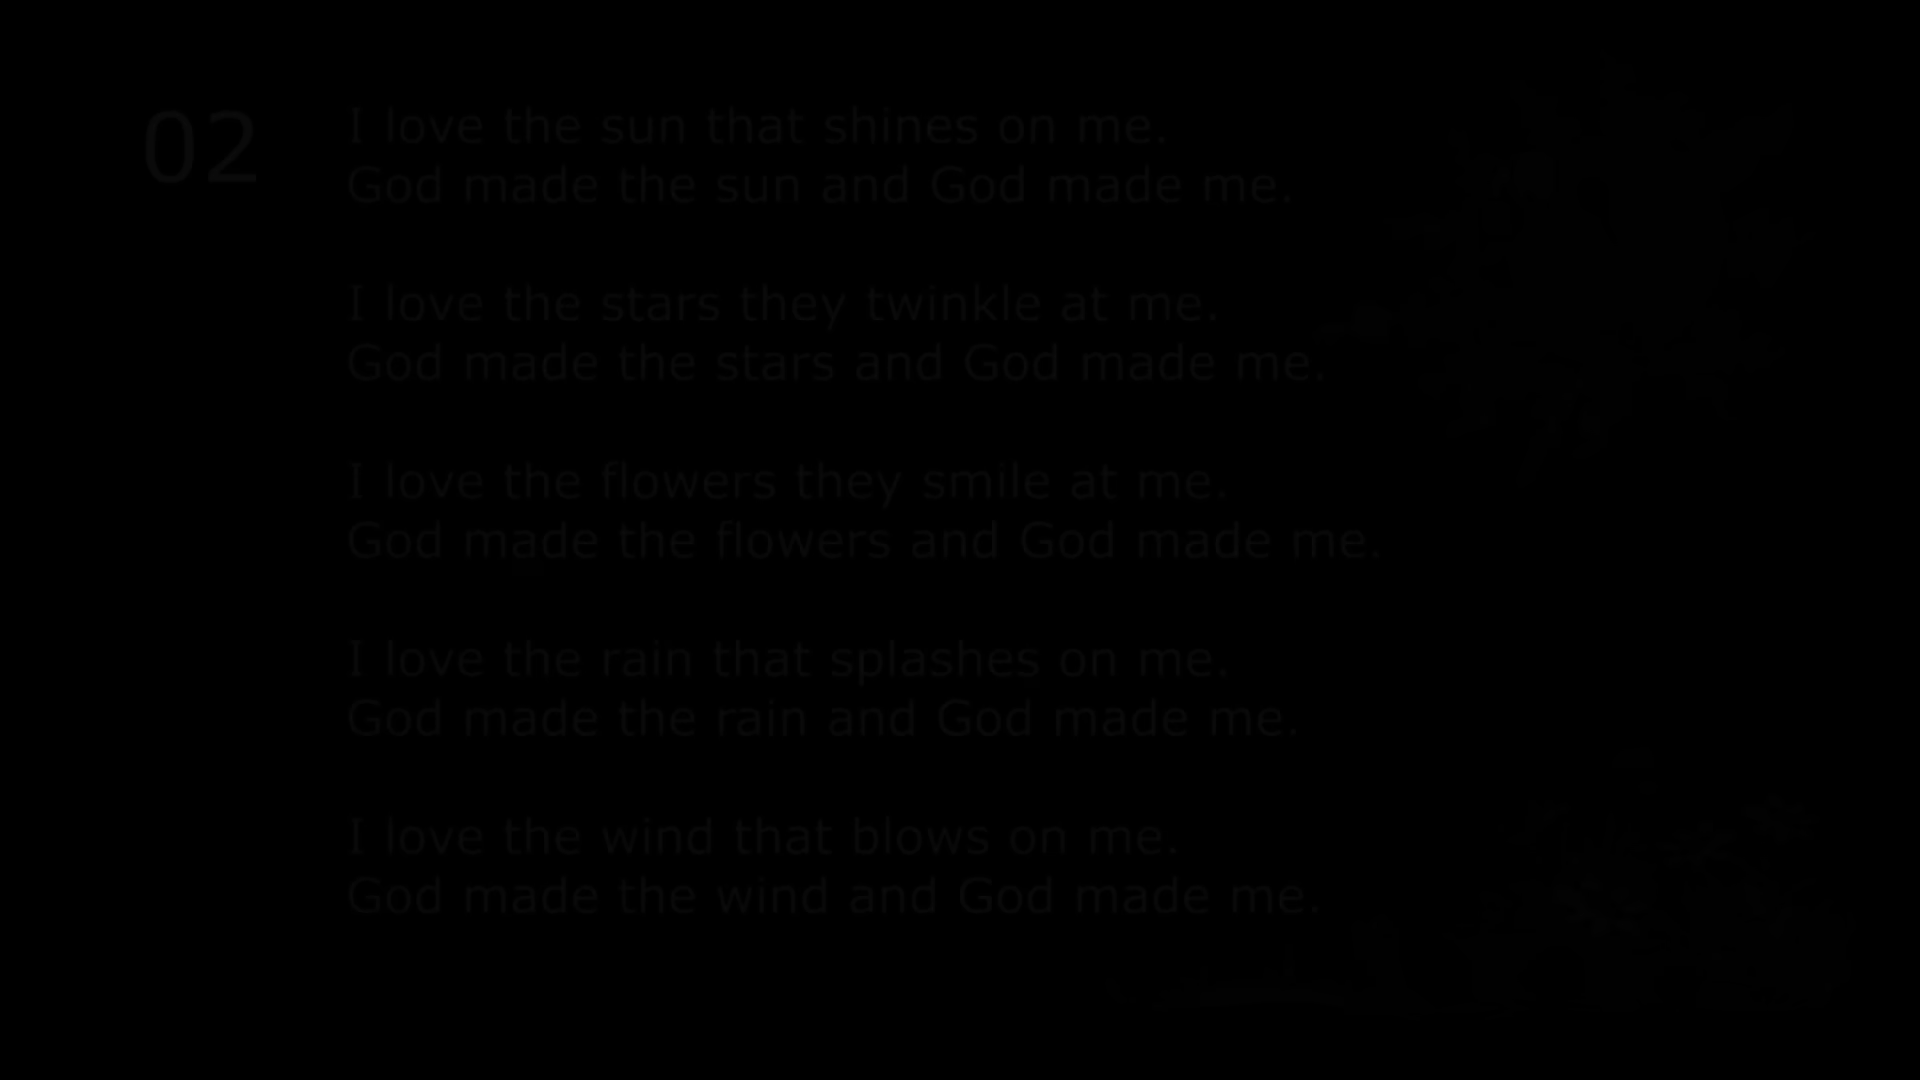 02
I love the sun that shines on me.
God made the sun and God made me.
I love the stars they twinkle at me.
God made the stars and God made me.
I love the flowers they smile at me.
God made the flowers and God made me.
I love the rain that splashes on me.
God made the rain and God made me.
I love the wind that blows on me.
God made the wind and God made me.